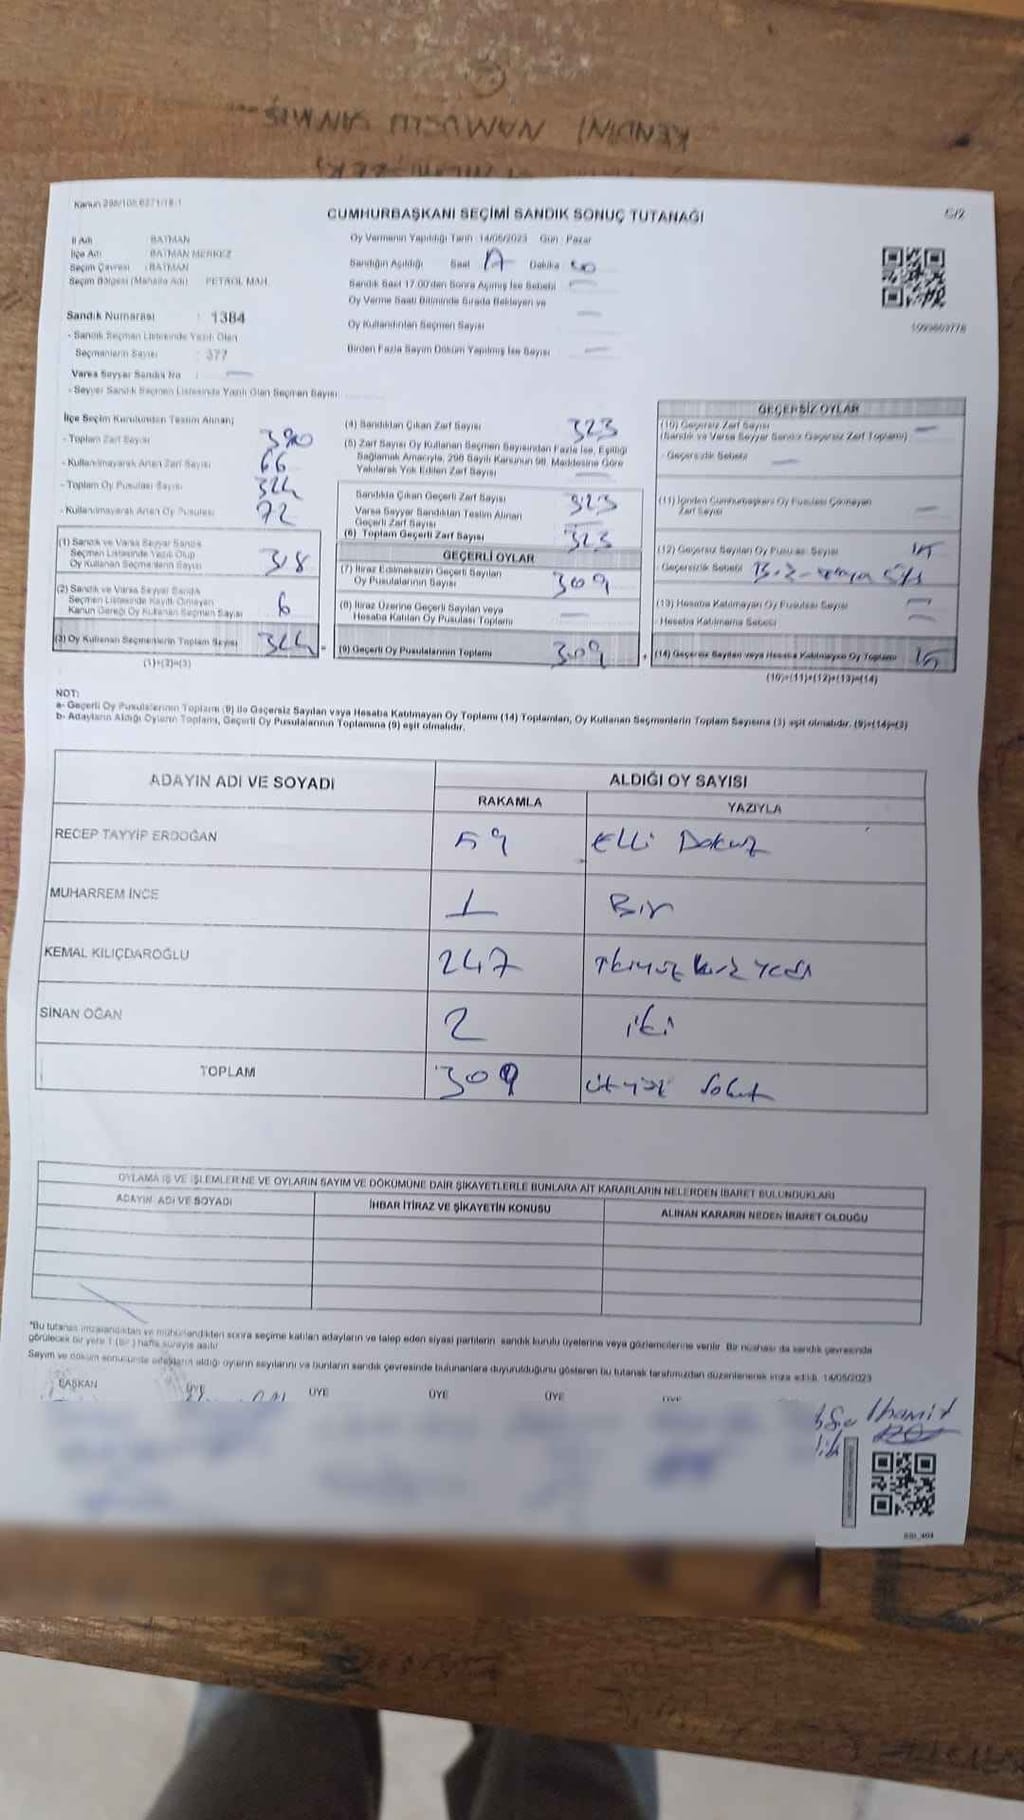 KENDİNİ NAMUSLU SANMIŞ...
Kanun 298/108,6271/18-1
CUMHURBAŞKANI SEÇİMİ SANDIK SONUÇ TUTANAĞI
İl Adı BATMAN
İlçe Adı BATMAN MERKEZ
Seçim Çevresi : BATMAN
Seçim Bölgesi (Mahalle Adı) PETROL MAH.
Oy Vermenin Yapıldığı Tarih 14/05/2023 Gün : Pazar
Sandığın Açıldığı Saat Dakika
Sandık Saat 17.00'dan Sonra Açılmış İse Sebebi
Oy Verme Saati Bitiminde Sırada Bekleyen ve
Oy Kullandırılan Seçmen Sayısı
Birden Fazla Sayım Döküm Yapılmış İse Sayısı
Sandık Numarası : 1384
- Sandık Seçmen Listesinde Yazılı Olan
Seçmenlerin Sayısı : 377
Varsa Seyyar Sandık No :
- Seyyar Sandık Seçmen Listesinde Yazılı Olan Seçmen Sayısı
İlçe Seçim Kurulundan Teslim Alınan;
- Toplam Zarf Sayısı 390
- Kullanılmayarak Artan Zarf Sayısı 66
- Toplam Oy Pusulası Sayısı
- Kullanılmayarak Artan Oy Pusulası 72
(1) Sandık ve Varsa Seyyar Sandık
Seçmen Listesinde Yazılı Olup
Oy Kullanan Seçmenlerin Sayısı 318
(2) Sandık ve Varsa Seyyar Sandık
Seçmen Listesinde Kayıtlı Olmayan
Kanun Gereği Oy Kullanan Seçmen Sayısı 6
(3) Oy Kullanan Seçmenlerin Toplam Sayısı 324
(1)+(2)=(3)
(4) Sandıktan Çıkan Zarf Sayısı 323
(5) Zarf Sayısı Oy Kullanan Seçmen Sayısından Fazla İse, Eşitliği
Sağlamak Amacıyla, 298 Sayılı Kanunun 98. Maddesine Göre
Yakılarak Yok Edilen Zarf Sayısı
Sandıkta Çıkan Geçerli Zarf Sayısı 323
Varsa Seyyar Sandıktan Teslim Alınan
Geçerli Zarf Sayısı
(6) Toplam Geçerli Zarf Sayısı 323
GEÇERLİ OYLAR
(7) İtiraz Edilmeksizin Geçerli Sayılan
Oy Pusulalarının Sayısı 309
(8) İtiraz Üzerine Geçerli Sayılan veya
Hesaba Katılan Oy Pusulası Toplamı
(9) Geçerli Oy Pusulalarının Toplamı 309
GEÇERSİZ OYLAR
(10) Geçersiz Zarf Sayısı
(Sandık ve Varsa Seyyar Sandık Geçersiz Zarf Toplamı)
- Geçersizlik Sebebi
(11) İçinden Cumhurbaşkanı Oy Pusulası Çıkmayan
Zarf Sayısı
(12) Geçersiz Sayılan Oy Pusulası Sayısı 15
- Geçersizlik Sebebi
(13) Hesaba Katılmayan Oy Pusulası Sayısı
- Hesaba Katılmama Sebebi
(14) Geçersiz Sayılan veya Hesaba Katılmayan Oy Toplamı 15
(10)+(11)+(12)+(13)=(14)
NOT:
a- Geçerli Oy Pusulalarının Toplamı (9) ile Geçersiz Sayılan veya Hesaba Katılmayan Oy Toplamı (14) Toplamları, Oy Kullanan Seçmenlerin Toplam Sayısına (3) eşit olmalıdır. (9)+(14)=(3)
b- Adayların Aldığı Oyların Toplamı, Geçerli Oy Pusulalarının Toplamına (9) eşit olmalıdır.
ADAYIN ADI VE SOYADI ALDIĞI OY SAYISI
RAKAMLA YAZIYLA
RECEP TAYYİP ERDOĞAN 59 Elli Dokuz
MUHARREM İNCE 1 Bir
KEMAL KILIÇDAROĞLU 247 ikiyüz kırk yedi
SİNAN OĞAN 2 iki
TOPLAM 309 üçyüz dokuz
OYLAMA İŞ VE İŞLEMLERİNE VE OYLARIN SAYIM VE DÖKÜMÜNE DAİR ŞİKAYETLERLE BUNLARA AİT KARARLARIN NELERDEN İBARET BULUNDUKLARI
ADAYIN ADI VE SOYADI İHBAR İTİRAZ VE ŞİKAYETİN KONUSU ALINAN KARARIN NEDEN İBARET OLDUĞU
*Bu tutanak imzalandıktan ve mühürlendikten sonra seçime katılan adayların ve talep eden siyasi partilerin sandık kurulu üyelerine veya gözlemcilerine verilir. Bir nüshası da sandık çevresinde
görülecek bir yere 1 (Bir) hafta süreyle asılır
Sayım ve döküm sonucunda adayların aldığı oyların sayılarını ve bunların sandık çevresinde bulunanlara duyurulduğunu gösteren bu tutanak tarafımızdan düzenlenerek imza edildi. 14/05/2023
BAŞKAN ÜYE ÜYE ÜYE ÜYE ÜYE